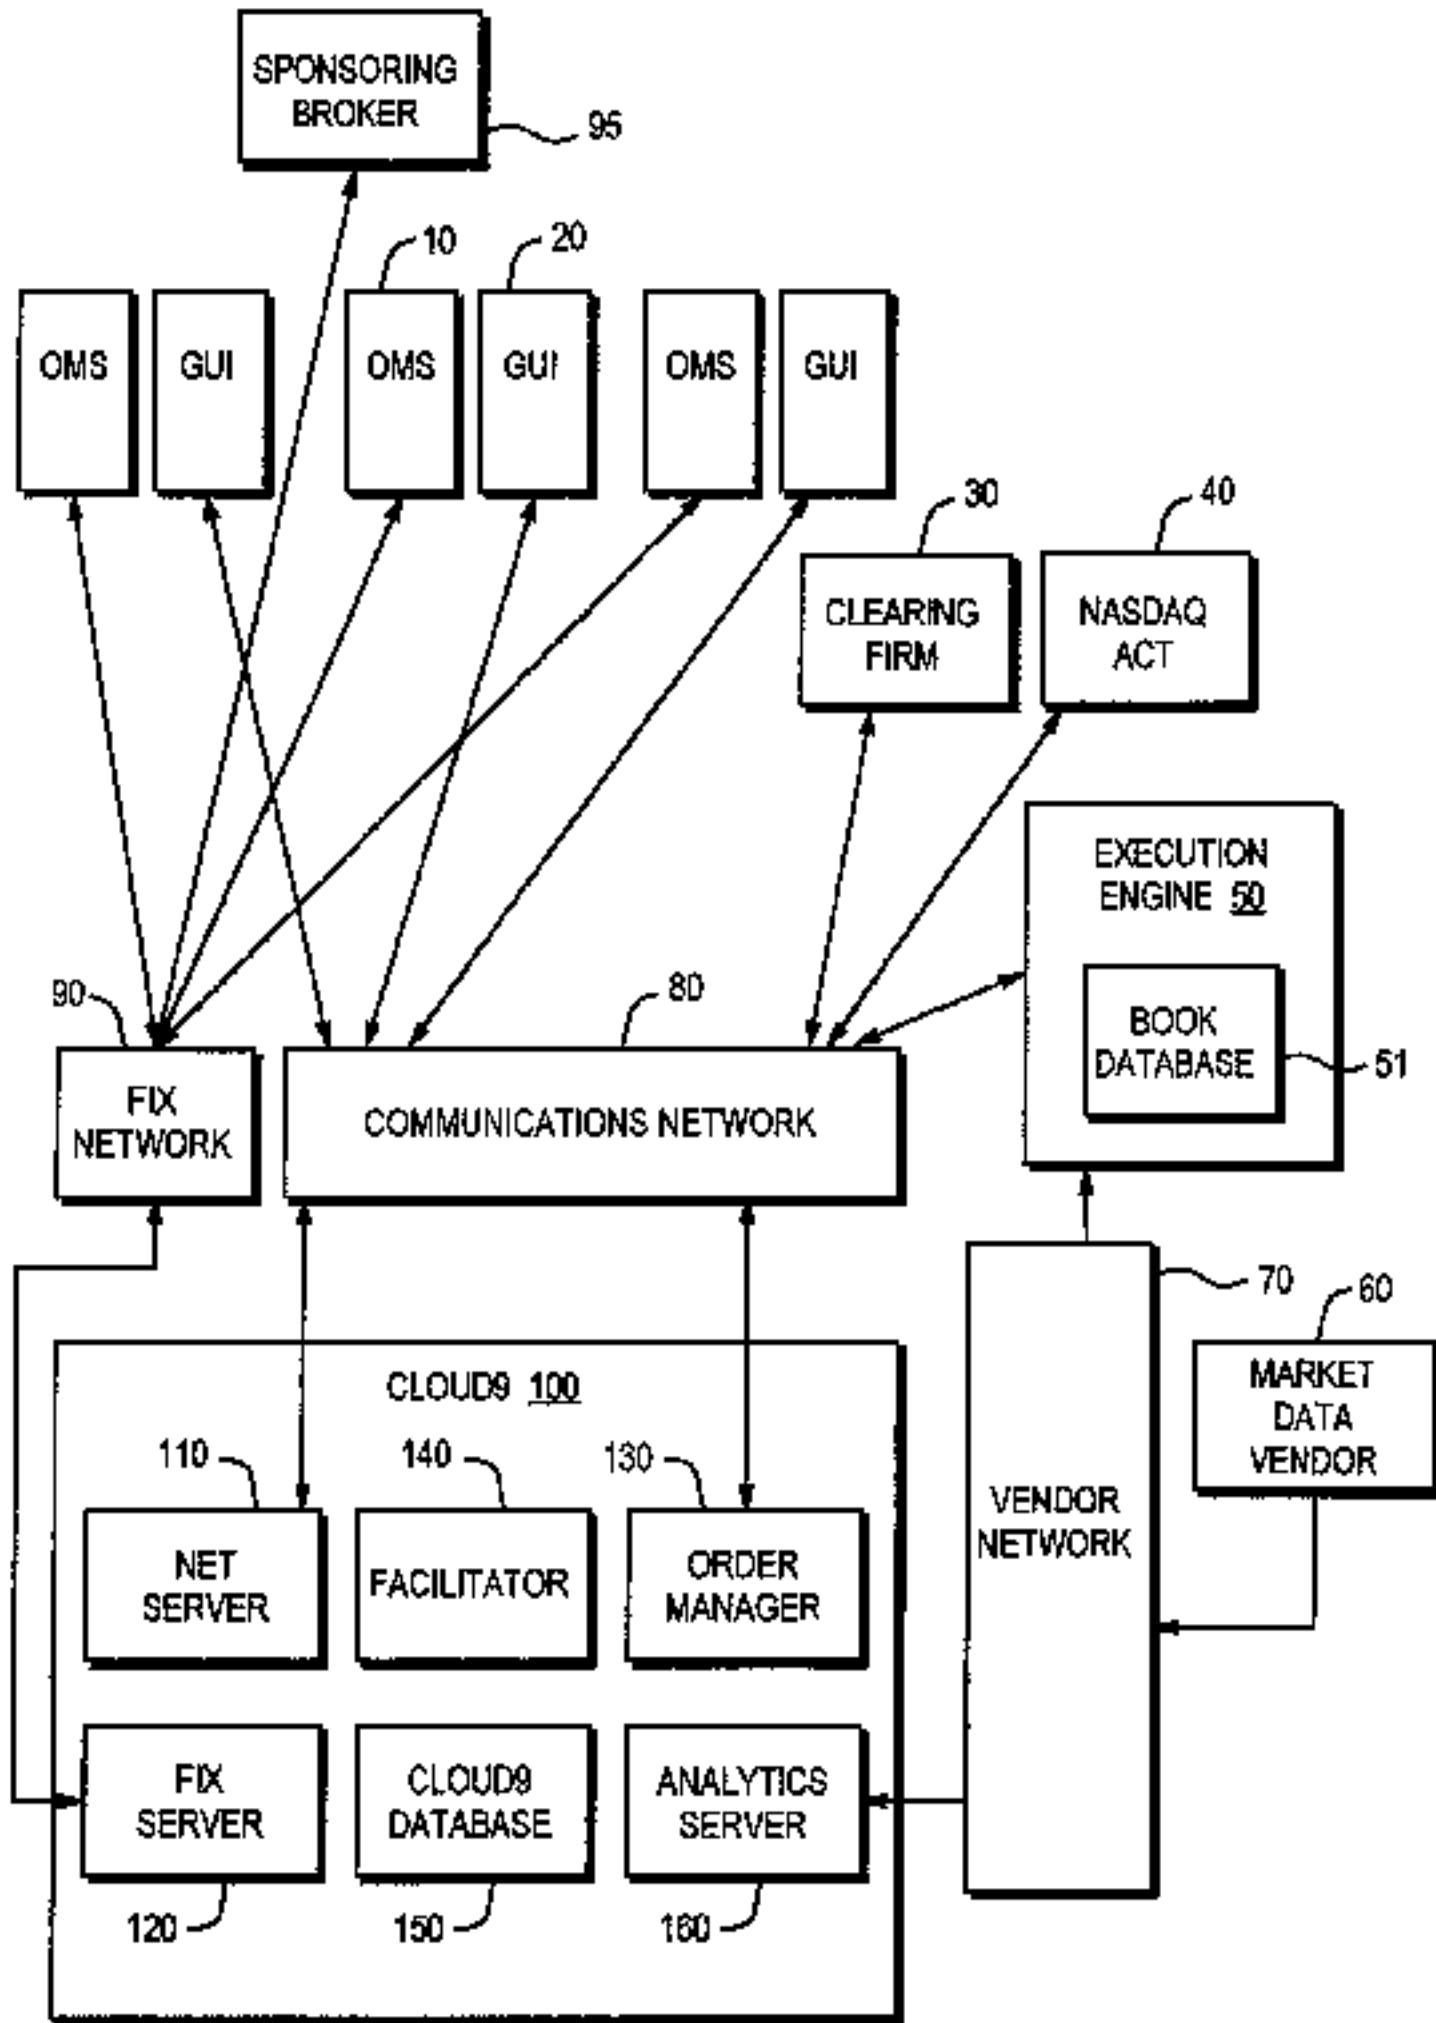 SPONSORING
BROKER
95
10
20
OMS
GUI
OMS
GUI
OMS
GUI
30
40
CLEARING
FIRM
NASDAQ
ACT
EXECUTION
ENGINE 50
BOOK
DATABASE
51
90
80
FIX
NETWORK
COMMUNICATIONS NETWORK
70
60
MARKET
DATA
VENDOR
VENDOR
NETWORK
CLOUD9 100
110
140
130
NET
SERVER
FACILITATOR
ORDER
MANAGER
FIX
SERVER
CLOUD9
DATABASE
ANALYTICS
SERVER
120
150
160